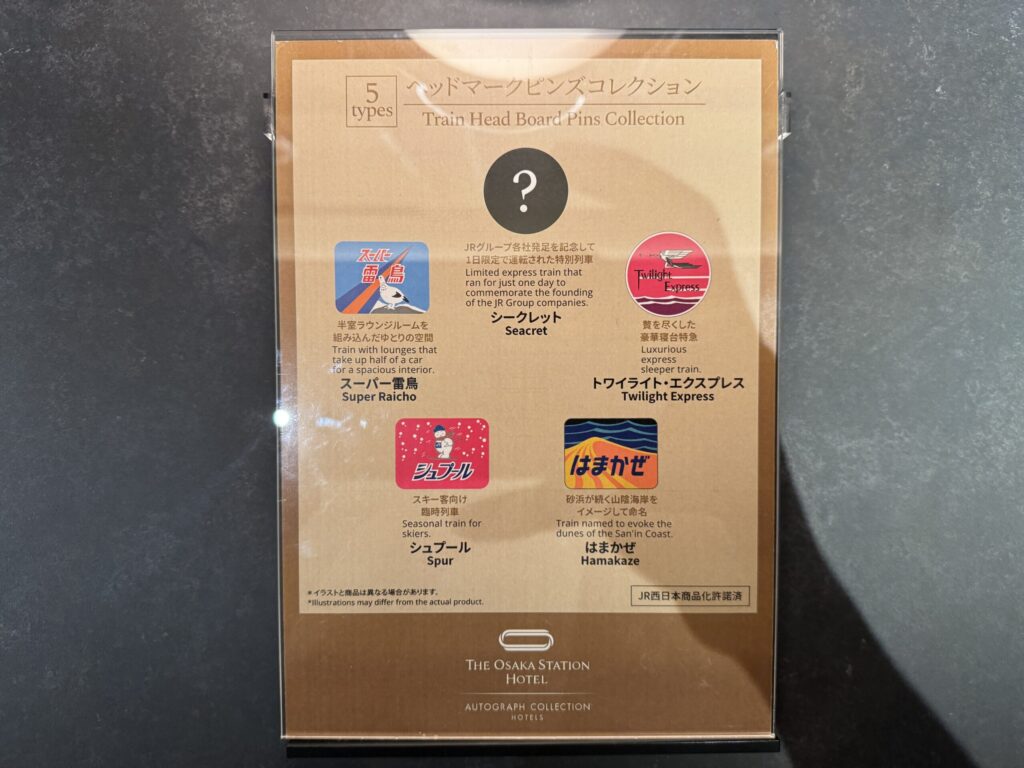 5
types
ヘッドマークピンズコレクション
Train Head Board Pins Collection
?
JRグループ各社発足を記念して
1日限定で運転された特別列車
Limited express train that
ran for just one day to
commemorate the founding
of the JR Group companies.
シークレット
Seacret
スーパー
雷鳥
半室ラウンジルームを
組み込んだゆとりの空間
Train with lounges that
take up half of a car
for a spacious interior.
スーパー雷鳥
Super Raicho
Twilight
Express
贅を尽くした
豪華寝台特急
Luxurious
express
sleeper train.
トワイライト・エクスプレス
Twilight Express
シュプール
スキー客向け
臨時列車
Seasonal train for
skiers.
シュプール
Spur
はまかぜ
砂浜が続く山陰海岸を
イメージして命名
Train named to evoke the
dunes of the San'in Coast.
はまかぜ
Hamakaze
*イラストと商品は異なる場合があります。
*Illustrations may differ from the actual product.
JR西日本商品化許諾済
THE OSAKA STATION
HOTEL
AUTOGRAPH COLLECTION
HOTELS